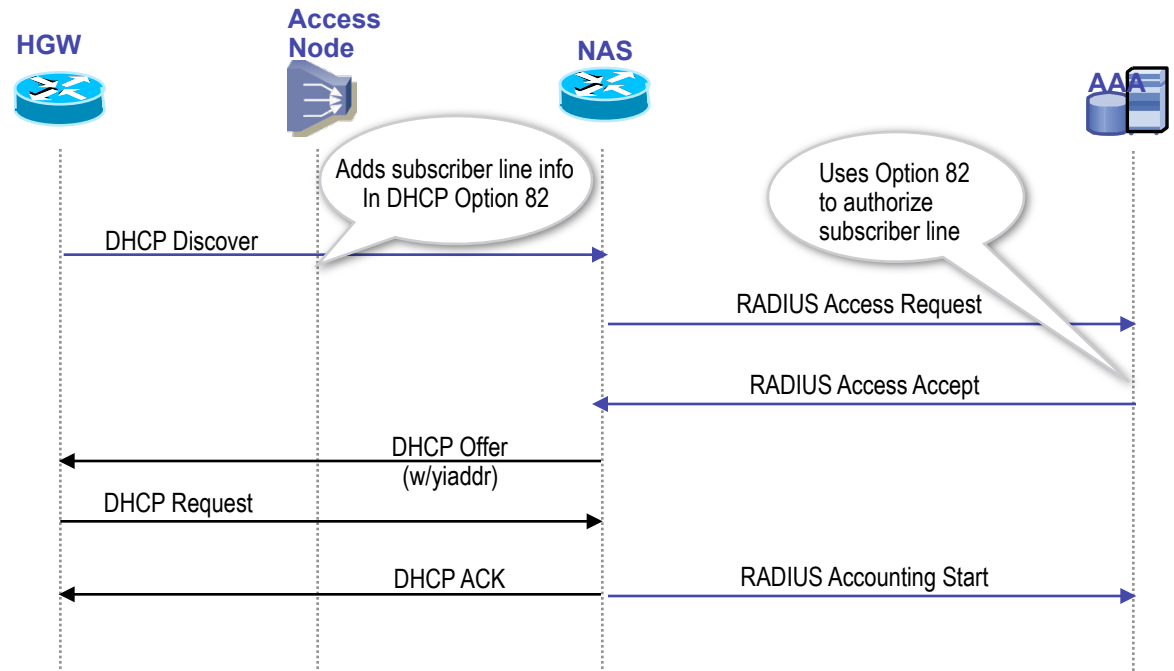 HGW
Access
Node
NAS
AAA
Adds subscriber line info
In DHCP Option 82
Uses Option 82
to authorize
subscriber line
DHCP Discover
RADIUS Access Request
RADIUS Access Accept
DHCP Offer
(w/yiaddr)
DHCP Request
DHCP ACK
RADIUS Accounting Start